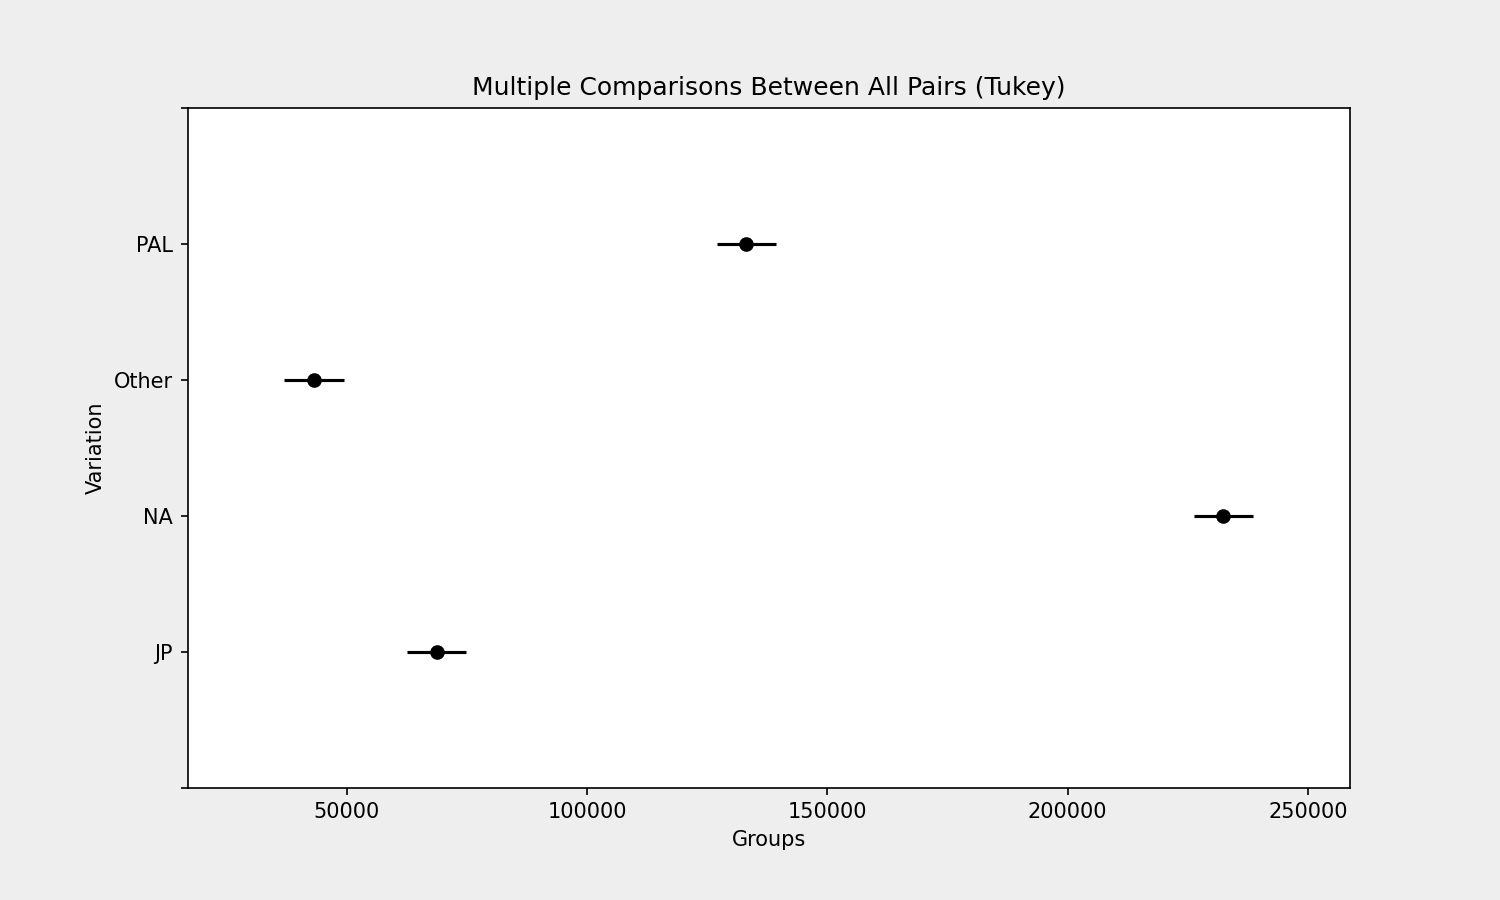 Multiple Comparisons Between All Pairs (Tukey)
PAL
Other
NA
JP
Variation
50000 100000 150000 200000 250000
Groups